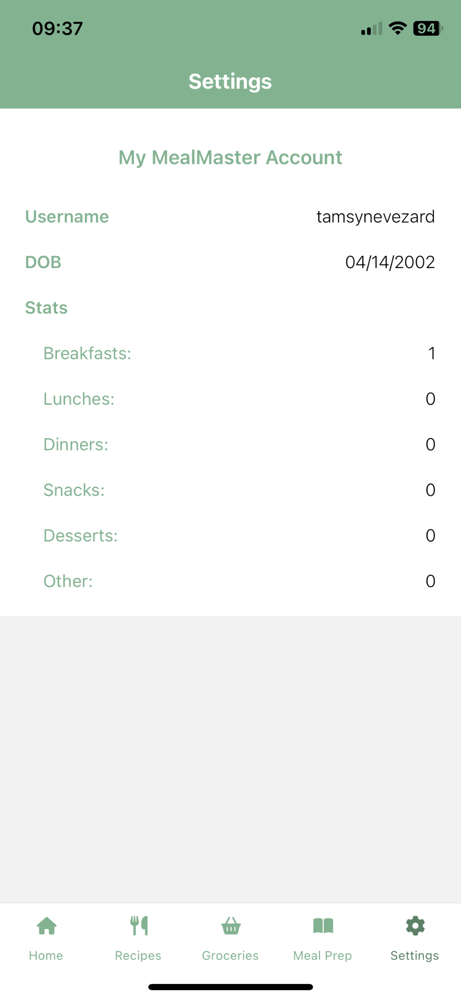 09:37
94
Settings
My MealMaster Account
Username tamsynevezard
DOB 04/14/2002
Stats
Breakfasts: 1
Lunches: 0
Dinners: 0
Snacks: 0
Desserts: 0
Other: 0
Home Recipes Groceries Meal Prep Settings